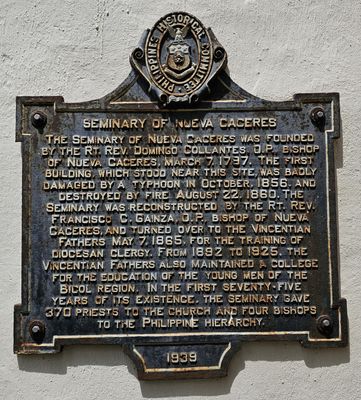 PHILIPPINES HISTORICAL COMMITTEE
SEMINARY OF NUEVA CACERES
THE SEMINARY OF NUEVA CACERES WAS FOUNDED
BY THE RT. REV. DOMINGO COLLANTES, O.P., BISHOP
OF NUEVA CACERES, MARCH 7, 1797. THE FIRST
BUILDING, WHICH STOOD NEAR THIS SITE, WAS BADLY
DAMAGED BY A TYPHOON IN OCTOBER, 1856, AND
DESTROYED BY FIRE, AUGUST 22, 1860. THE
SEMINARY WAS RECONSTRUCTED BY THE RT. REV.
FRANCISCO C. GAINZA, O.P., BISHOP OF NUEVA
CACERES, AND TURNED OVER TO THE VINCENTIAN
FATHERS MAY 7, 1865, FOR THE TRAINING OF
DIOCESAN CLERGY. FROM 1892 TO 1925, THE
VINCENTIAN FATHERS ALSO MAINTAINED A COLLEGE
FOR THE EDUCATION OF THE YOUNG MEN OF THE
BICOL REGION. IN THE FIRST SEVENTY-FIVE
YEARS OF ITS EXISTENCE, THE SEMINARY GAVE
370 PRIESTS TO THE CHURCH AND FOUR BISHOPS
TO THE PHILIPPINE HIERARCHY.
1939